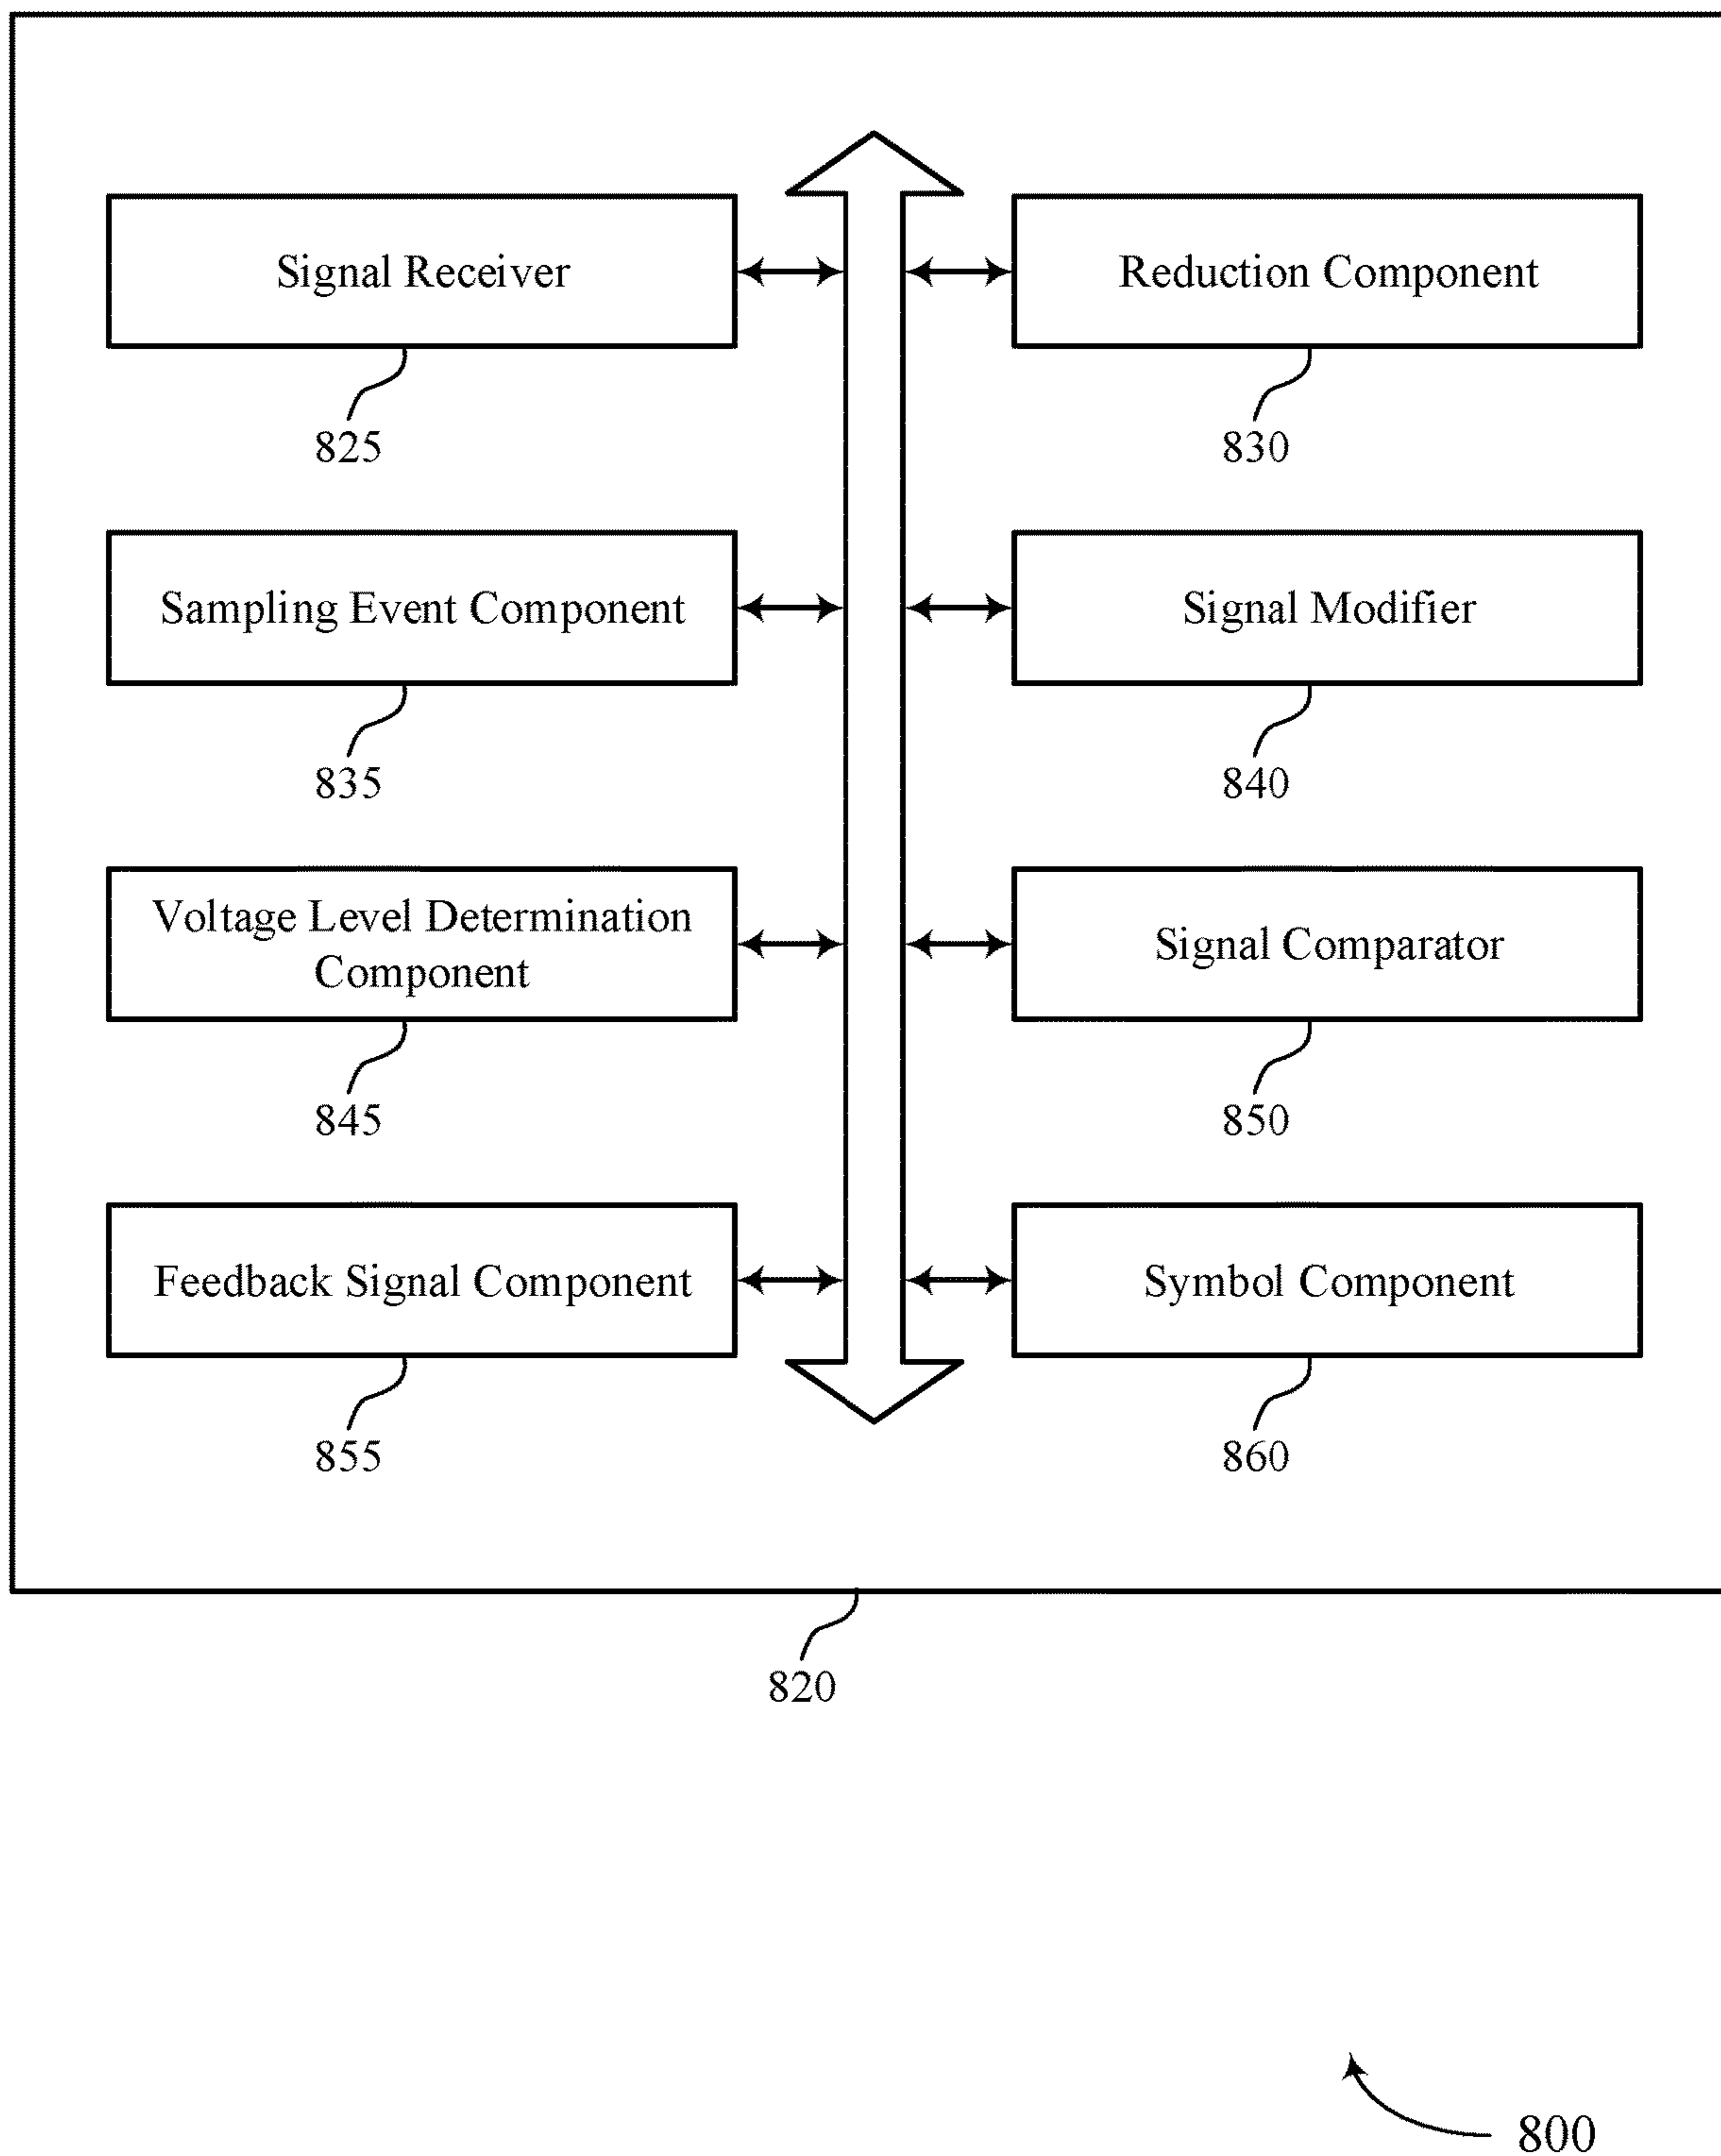 Signal Receiver
Reduction Component
825
830
Sampling Event Component
Signal Modifier
835
840
Voltage Level Determination
Component
Signal Comparator
845
850
Feedback Signal Component
Symbol Component
855
860
820
800